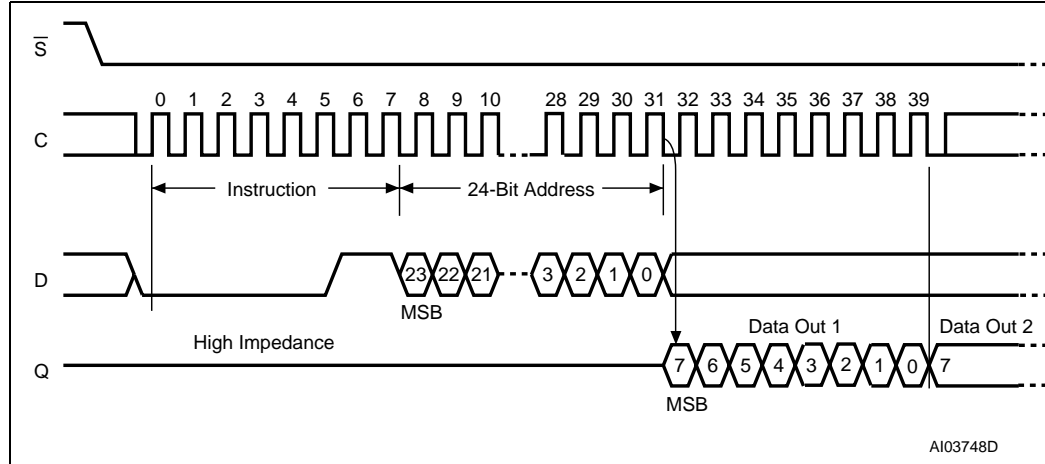 S
0 1 2 3 4 5 6 7 8 9 10 28 29 30 31 32 33 34 35 36 37 38 39
C
Instruction 24-Bit Address
D 23 22 21 3 2 1 0
MSB
High Impedance Data Out 1 Data Out 2
Q 7 6 5 4 3 2 1 0 7
MSB
AI03748D